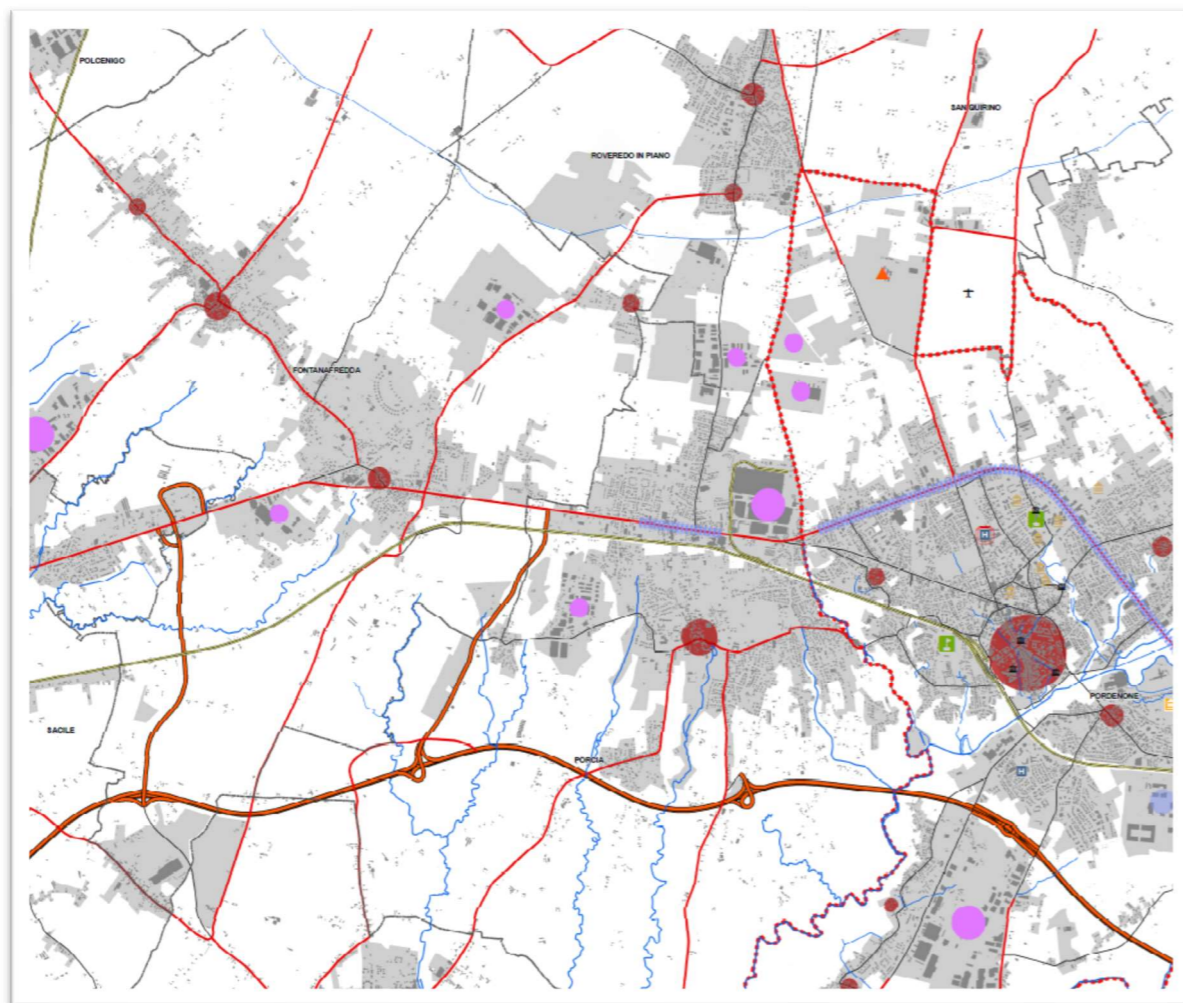 POLCENIGO
SAN QUIRINO
ROVEREDO IN PIANO
FONTANAFREDDA
H
PORDENONE
SACILE
PORCIA
H